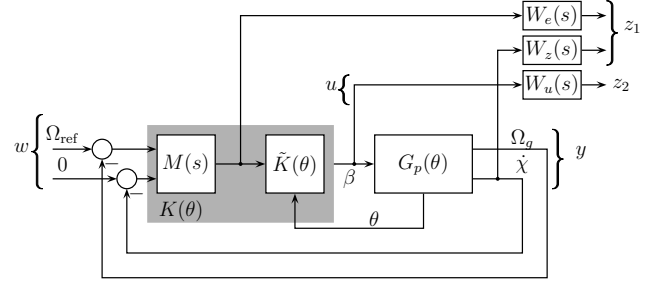 W_e(s)
z_1
W_z(s)
u
W_u(s)
z_2
w
Ω_ref
0
−
−
M(s)
K̃(θ)
K(θ)
β
G_p(θ)
θ
Ω_g
χ̇
y